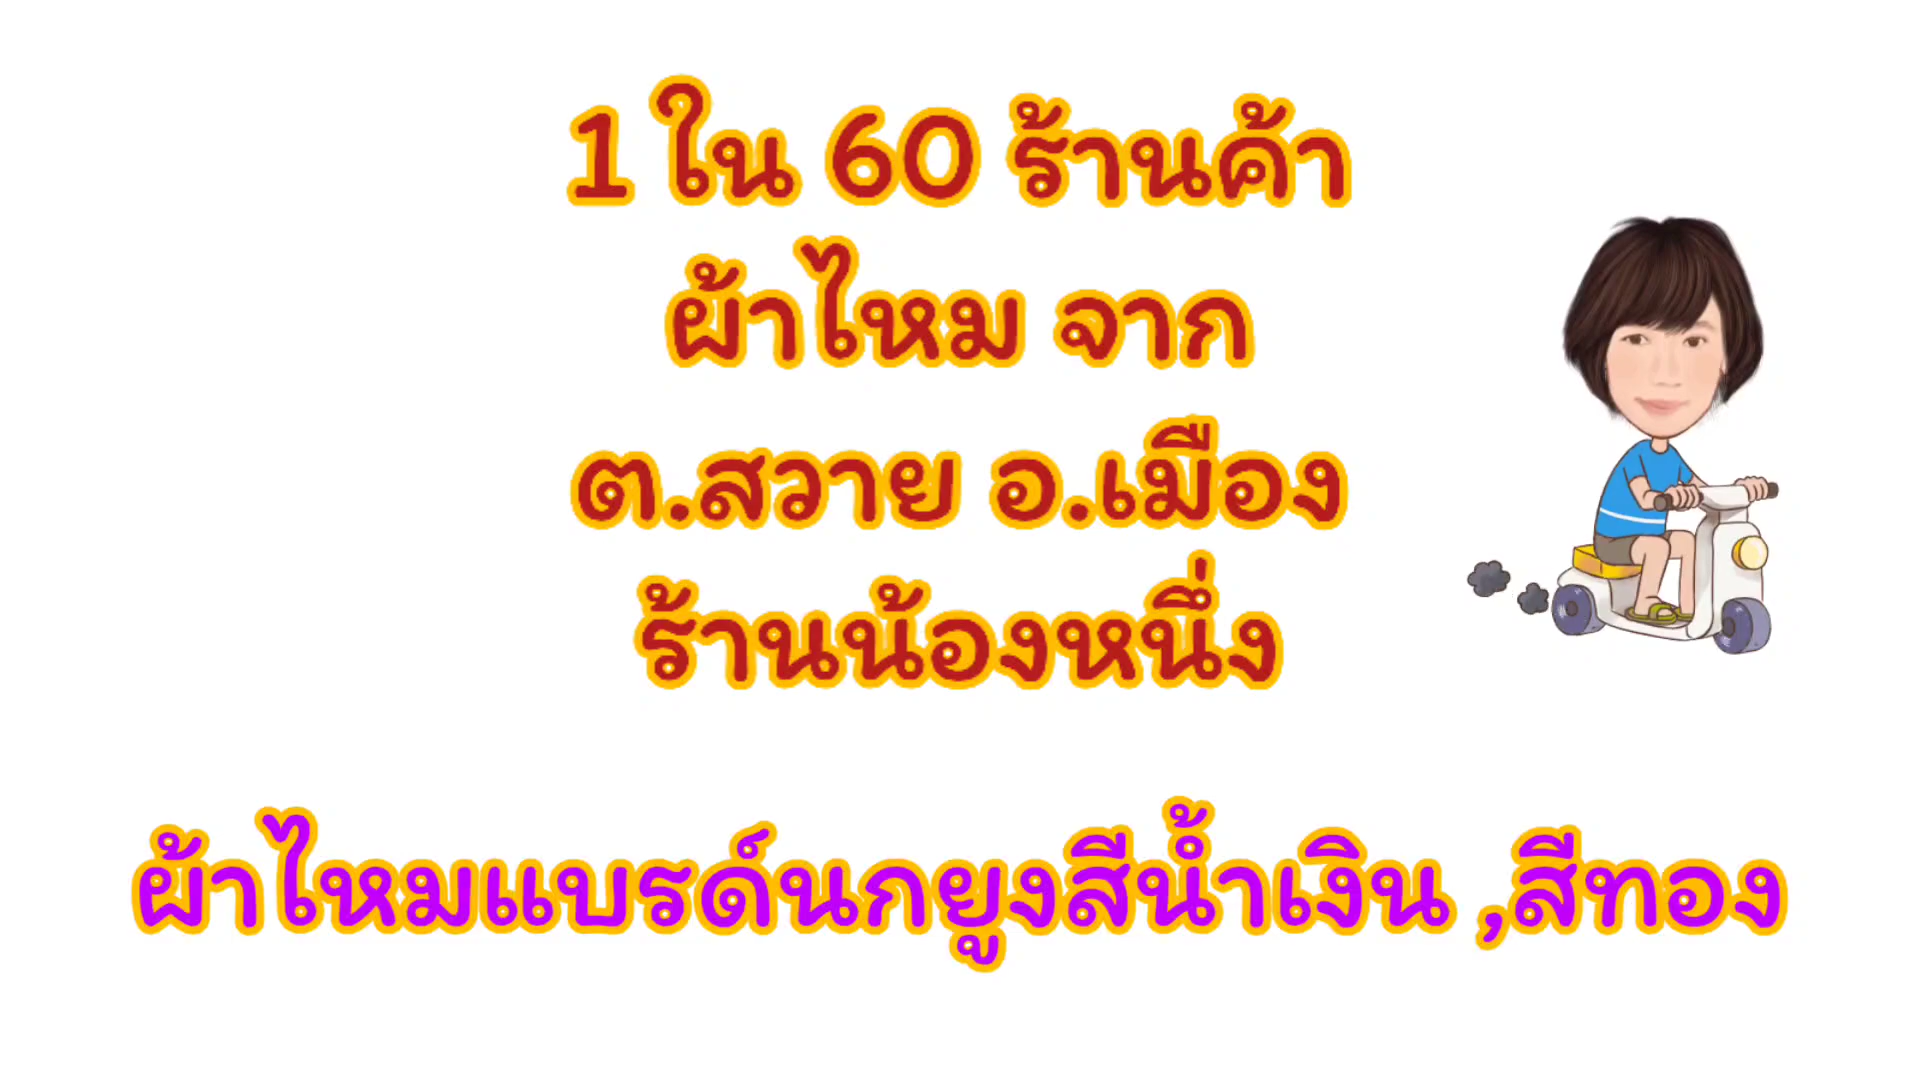 1 ใน 60 ร้านค้า
ผ้าไหม จาก
ต.สวาย อ.เมือง
ร้านน้องหนึ่ง
ผ้าไหมแบรด์นกยูงสีน้ำเงิน ,สีทอง